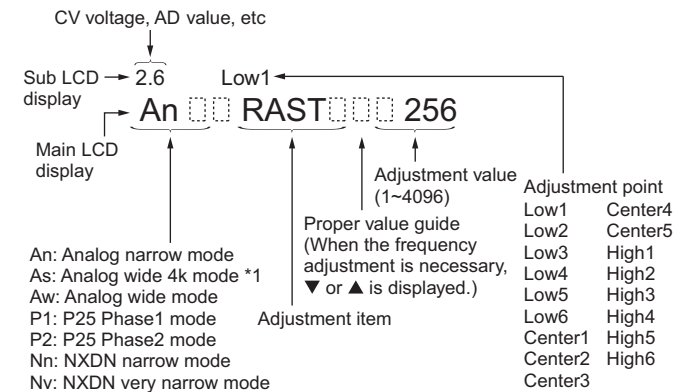 CV voltage, AD value, etc
Sub LCD display
2.6 Low1
Main LCD display
An RAST 256
Adjustment value
(1~4096)
Proper value guide
(When the frequency
adjustment is necessary,
▼ or ▲ is displayed.)
Adjustment item
An: Analog narrow mode
As: Analog wide 4k mode *1
Aw: Analog wide mode
P1: P25 Phase1 mode
P2: P25 Phase2 mode
Nn: NXDN narrow mode
Nv: NXDN very narrow mode
Adjustment point
Low1 Center4
Low2 Center5
Low3 High1
Low4 High2
Low5 High3
Low6 High4
Center1 High5
Center2 High6
Center3